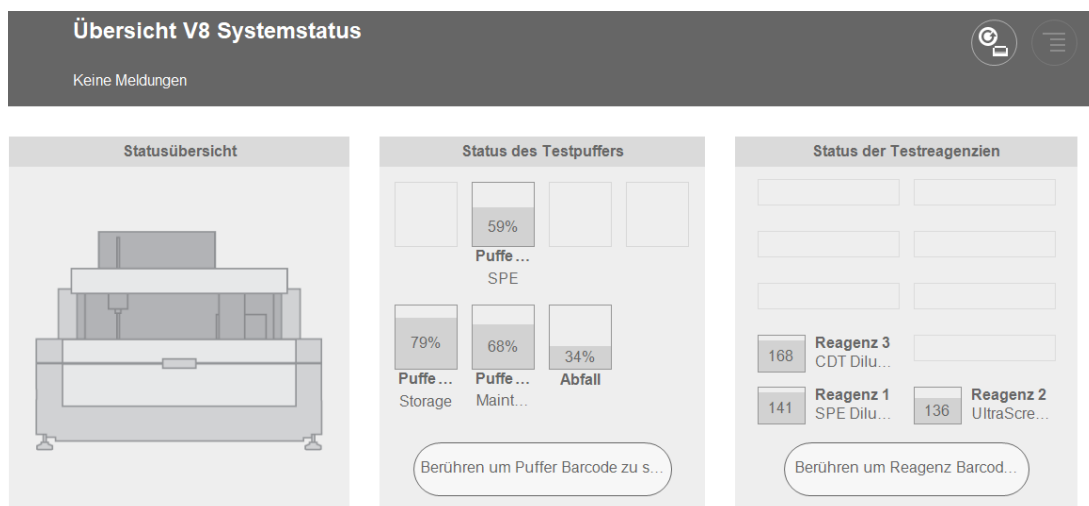 Übersicht V8 Systemstatus
Keine Meldungen
Statusübersicht
Status des Testpuffers
59%
Puffe...
SPE
79%
68%
34%
Puffe...
Puffe...
Abfall
Storage
Maint...
Berühren um Puffer Barcode zu s...
Status der Testreagenzien
168
Reagenz 3
CDT Dilu...
141
Reagenz 1
SPE Dilu...
136
Reagenz 2
UltraScre...
Berühren um Reagenz Barcod...